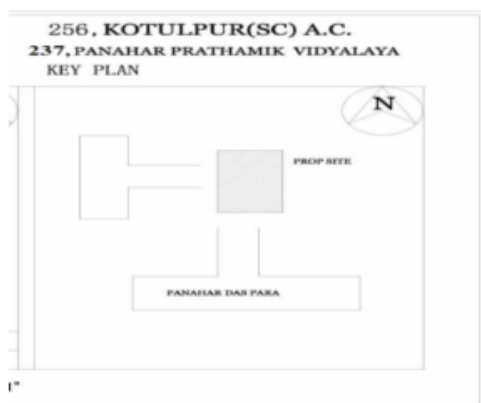 256, KOTULPUR(SC) A.C.
237, PANAHAR PRATHAMIK VIDYALAYA
KEY PLAN
N
PROP SITE
PANAHAR DAS PARA